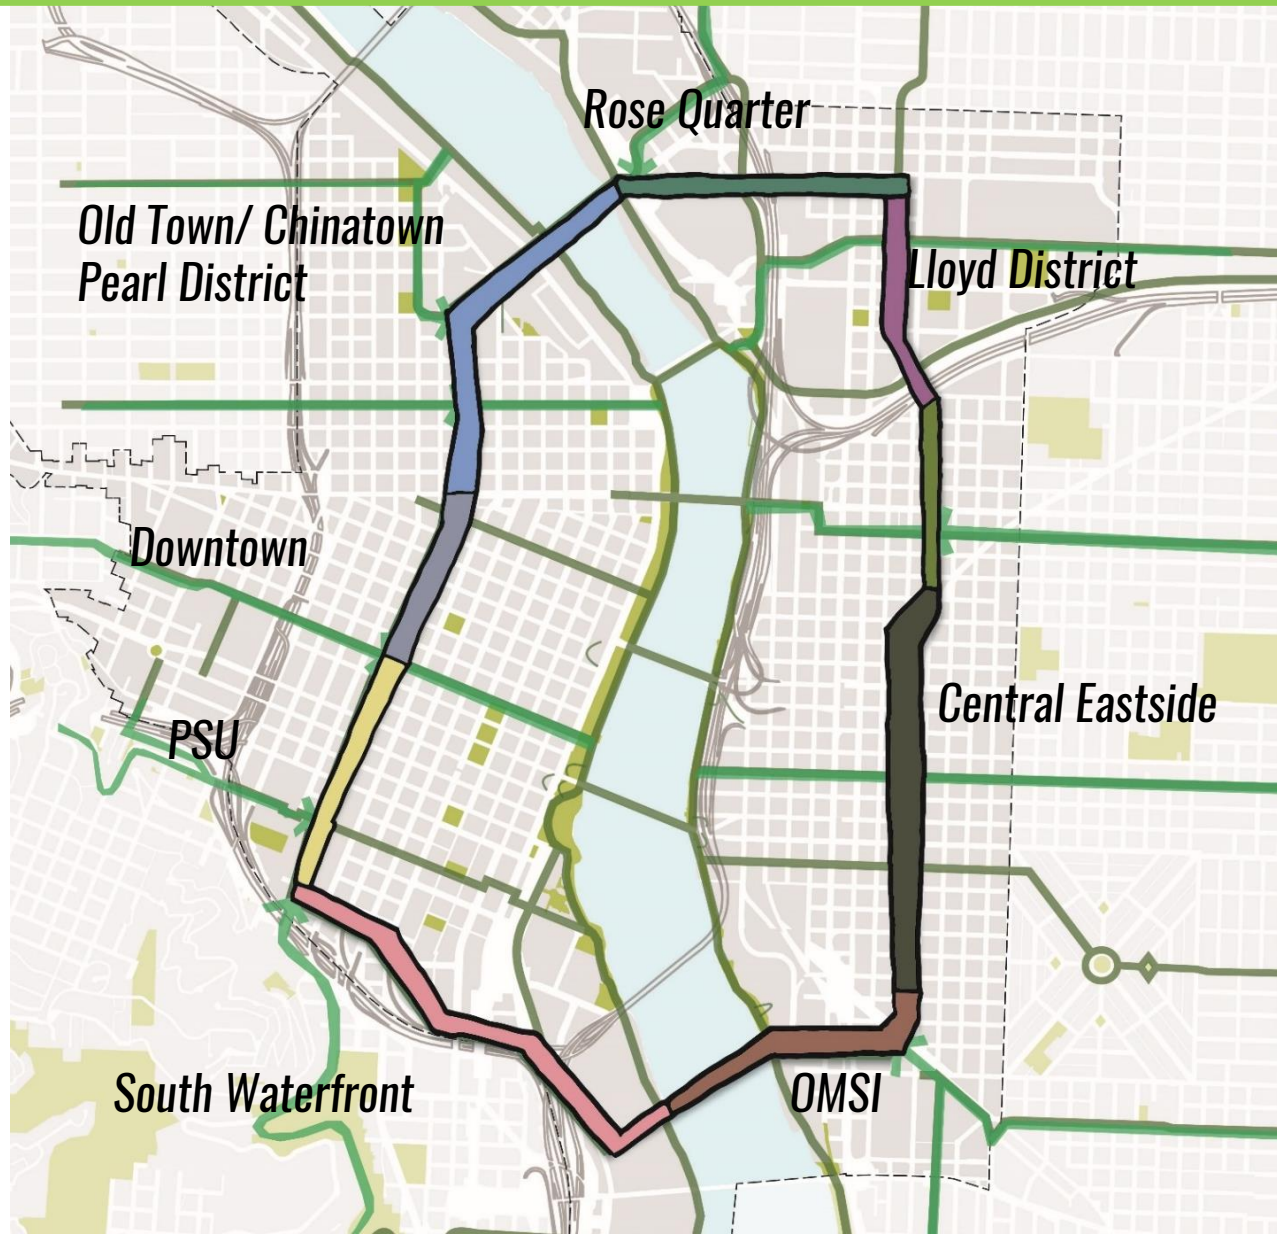 Rose Quarter
Old Town/ Chinatown
Pearl District
Lloyd District
Downtown
Central Eastside
PSU
South Waterfront
OMSI